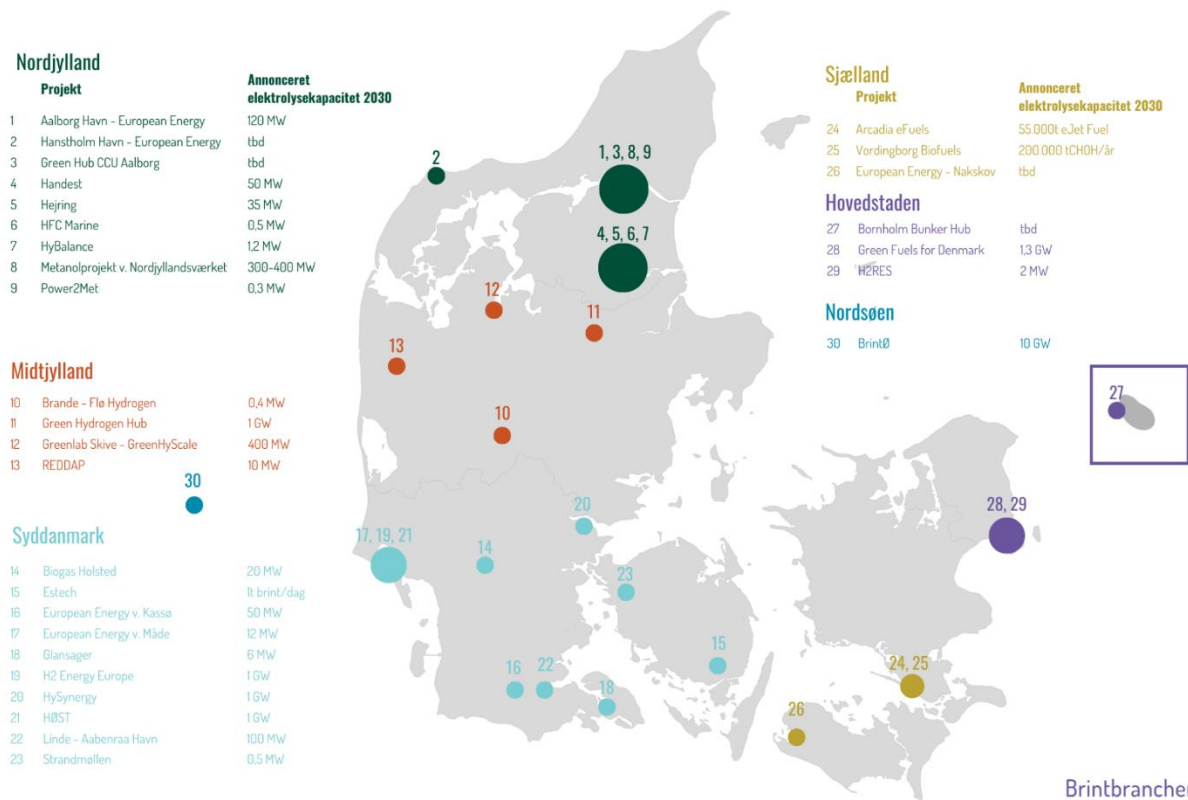 Nordjylland
Projekt Annonceret elektrolysekapacitet 2030
1 Aalborg Havn - European Energy 120 MW
2 Hanstholm Havn - European Energy tbd
3 Green Hub CCU Aalborg tbd
4 Handest 50 MW
5 Hejring 35 MW
6 HFC Marine 0,5 MW
7 HyBalance 1,2 MW
8 Metanolprojekt v. Nordjyllandsværket 300-400 MW
9 Power2Met 0,3 MW
Midtjylland
10 Brande - Flø Hydrogen 0,4 MW
11 Green Hydrogen Hub 1 GW
12 Greenlab Skive - GreenHyScale 400 MW
13 REDDAP 10 MW
Syddanmark
14 Biogas Holsted 20 MW
15 Estech 1t brint/dag
16 European Energy v. Kassø 50 MW
17 European Energy v. Måde 12 MW
18 Glansager 6 MW
19 H2 Energy Europe 1 GW
20 HySynergy 1 GW
21 HØST 1 GW
22 Linde - Aabenraa Havn 100 MW
23 Strandmøllen 0,5 MW
Sjælland
Projekt Annonceret elektrolysekapacitet 2030
24 Arcadia eFuels 55.000t eJet Fuel
25 Vordingborg Biofuels 200.000 tCH0H/år
26 European Energy - Nakskov tbd
Hovedstaden
27 Bornholm Bunker Hub tbd
28 Green Fuels for Denmark 1,3 GW
29 H2RES 2 MW
Nordsøen
30 BrintØ 10 GW
2
1, 3, 8, 9
4, 5, 6, 7
12
11
13
10
30
27
28, 29
20
17, 19, 21
14
23
15
16
22
18
24, 25
26
Brintbranchen